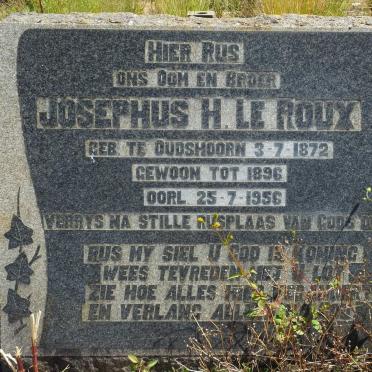 HIER RUS
ONS OOM EN BROER
JOSEPHUS H. LE ROUX
GEB TE OUDSHOORN 3-7-1872
GEWOON TOT 1896
OORL 25-7-1956
VERRYS NA STILLE RUSPLAAS VAN GODS
RUS MY SIEL U GOD IS KONING
WEES TEVREDE MET U LOT
ZIE HOE ALLES HIER
EN VERLANG